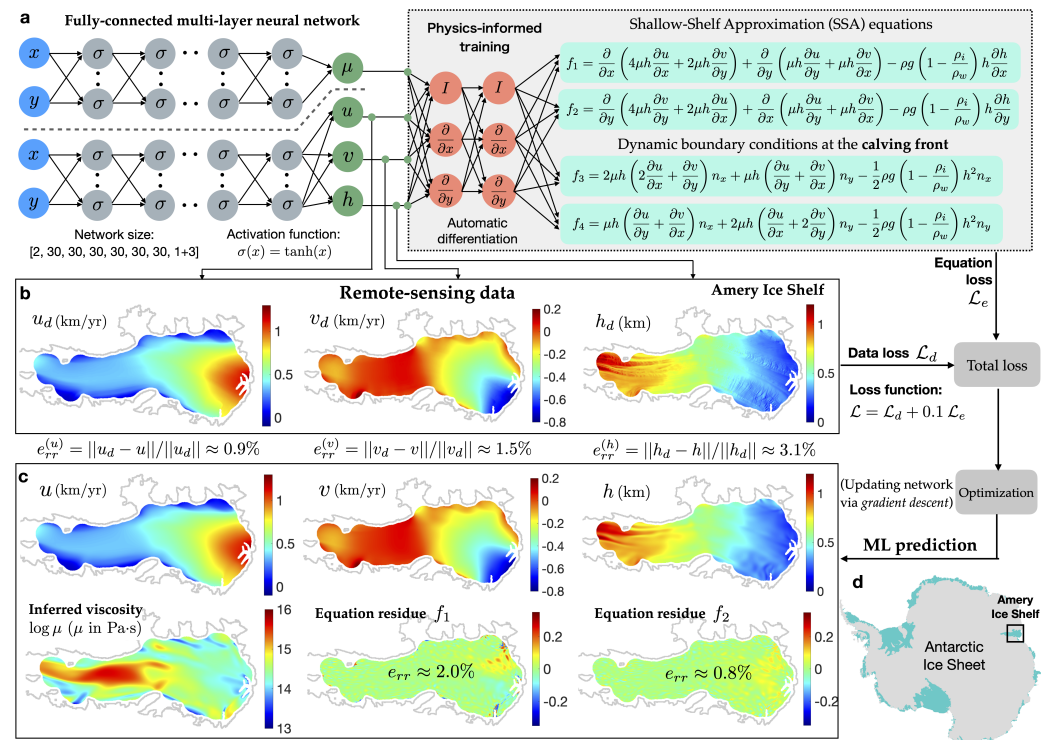 a
Fully-connected multi-layer neural network
x σ σ ·· σ σ
y σ σ ·· σ σ
x σ σ ·· σ σ
y σ σ ·· σ σ
μ
u
v
h
Network size:
[2, 30, 30, 30, 30, 30, 30, 1+3]
Activation function:
σ(x) = tanh(x)
Physics-informed
training
I I
∂/∂x ∂/∂x
∂/∂y ∂/∂y
Automatic
differentiation
Shallow-Shelf Approximation (SSA) equations
f₁ = ∂/∂x (4μh ∂u/∂x + 2μh ∂v/∂y) + ∂/∂y (μh ∂u/∂y + μh ∂v/∂x) − ρg (1 − ρᵢ/ρ_w) h ∂h/∂x
f₂ = ∂/∂y (4μh ∂v/∂y + 2μh ∂u/∂x) + ∂/∂x (μh ∂u/∂y + μh ∂v/∂x) − ρg (1 − ρᵢ/ρ_w) h ∂h/∂y
Dynamic boundary conditions at the calving front
f₃ = 2μh (2 ∂u/∂x + ∂v/∂y) nₓ + μh (∂u/∂y + ∂v/∂x) n_y − 1/2 ρg (1 − ρᵢ/ρ_w) h² nₓ
f₄ = μh (∂u/∂y + ∂v/∂x) nₓ + 2μh (∂u/∂x + 2 ∂v/∂y) n_y − 1/2 ρg (1 − ρᵢ/ρ_w) h² n_y
Equation
loss
ℒₑ
b
Remote-sensing data
Amery Ice Shelf
u_d (km/yr)
1
0.5
0
v_d (km/yr)
0.2
0
-0.2
-0.4
-0.6
-0.8
h_d (km)
1
0.5
0
Data loss ℒ_d
Total loss
Loss function:
ℒ = ℒ_d + 0.1 ℒₑ
e_rr^(u) = ||u_d − u||/||u_d|| ≈ 0.9%
e_rr^(v) = ||v_d − v||/||v_d|| ≈ 1.5%
e_rr^(h) = ||h_d − h||/||h_d|| ≈ 3.1%
(Updating network
via gradient descent)
Optimization
ML prediction
c
u (km/yr)
1
0.5
0
v (km/yr)
0.2
0
-0.2
-0.4
-0.6
-0.8
h (km)
1
0.5
0
Inferred viscosity
log μ (μ in Pa·s)
16
15
14
13
Equation residue f₁
e_rr ≈ 2.0%
0.2
0
-0.2
Equation residue f₂
e_rr ≈ 0.8%
0.2
0
-0.2
d
Amery
Ice Shelf
Antarctic
Ice Sheet